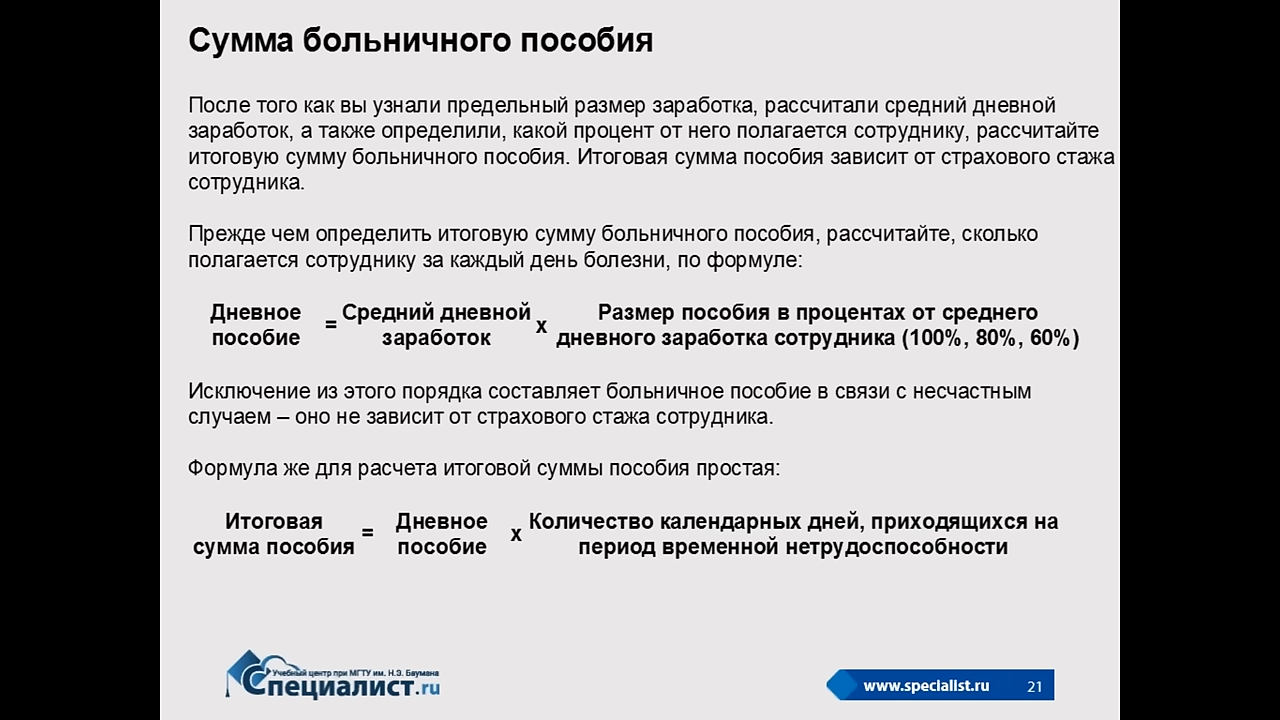 Сумма больничного пособия
После того как вы узнали предельный размер заработка, рассчитали средний дневной
заработок, а также определили, какой процент от него полагается сотруднику, рассчитайте
итоговую сумму больничного пособия. Итоговая сумма пособия зависит от страхового стажа
сотрудника.
Прежде чем определить итоговую сумму больничного пособия, рассчитайте, сколько
полагается сотруднику за каждый день болезни, по формуле:
Дневное пособие = Средний дневной заработок х Размер пособия в процентах от среднего дневного заработка сотрудника (100%, 80%, 60%)
Исключение из этого порядка составляет больничное пособие в связи с несчастным
случаем – оно не зависит от страхового стажа сотрудника.
Формула же для расчета итоговой суммы пособия простая:
Итоговая сумма пособия = Дневное пособие х Количество календарных дней, приходящихся на период временной нетрудоспособности
Учебный центр при МГТУ им. Н.Э. Баумана
Специалист.ru
www.specialist.ru 21